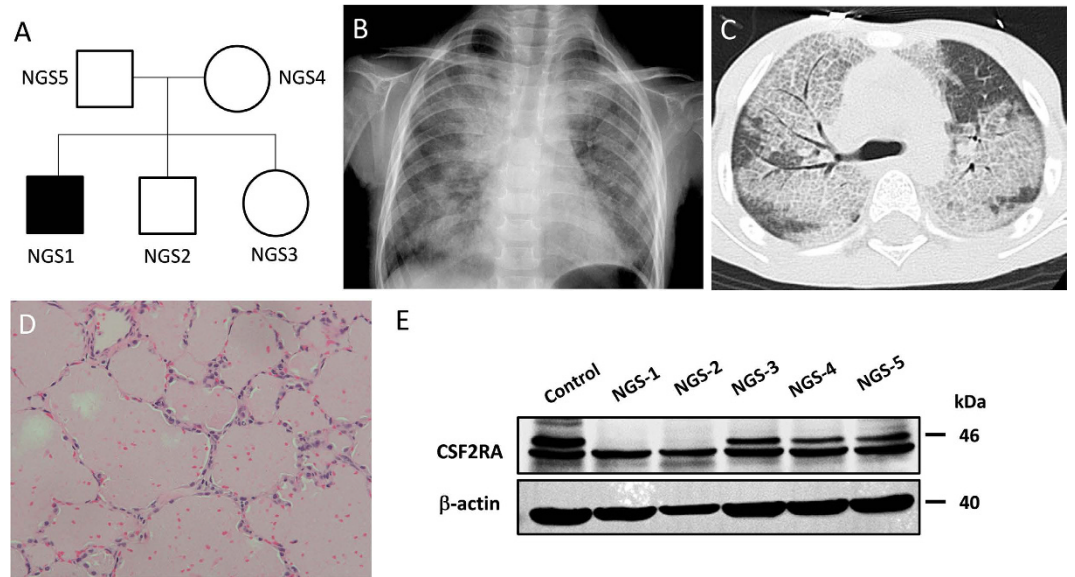 A
NGS5
NGS4
NGS1
NGS2
NGS3
B
C
D
E
Control
NGS-1
NGS-2
NGS-3
NGS-4
NGS-5
kDa
CSF2RA
46
β-actin
40